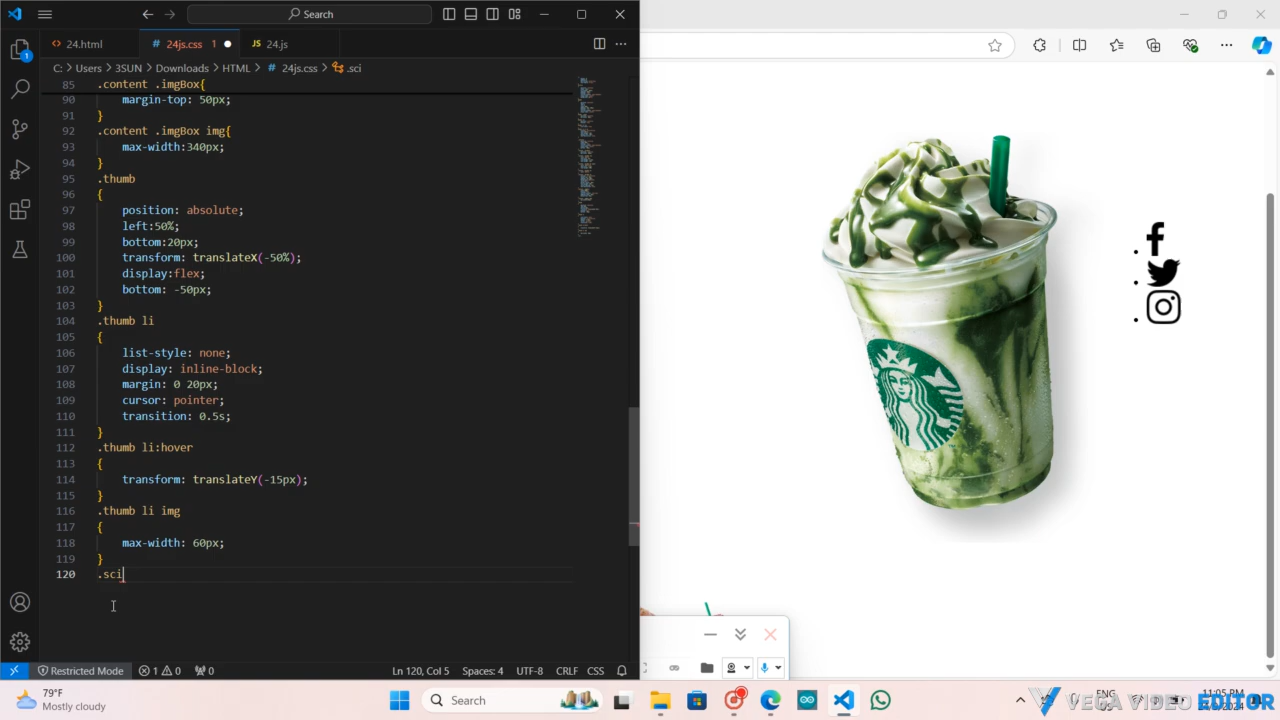 Search
24.html
# 24js.css 1
JS 24.js
C: > Users > 3SUN > Downloads > HTML > # 24js.css > .sci
85 .content .imgBox{
90 margin-top: 50px;
91 }
92 .content .imgBox img{
93 max-width:340px;
94 }
95 .thumb
96 {
97 position: absolute;
98 left:50%;
99 bottom:20px;
100 transform: translateX(-50%);
101 display:flex;
102 bottom: -50px;
103 }
104 .thumb li
105 {
106 list-style: none;
107 display: inline-block;
108 margin: 0 20px;
109 cursor: pointer;
110 transition: 0.5s;
111 }
112 .thumb li:hover
113 {
114 transform: translateY(-15px);
115 }
116 .thumb li img
117 {
118 max-width: 60px;
119 }
120 .sci
1
Restricted Mode
1 0
0
Ln 120, Col 5
Spaces: 4
UTF-8
CRLF
CSS
79°F
Mostly cloudy
Search
ENG
11:05 PM
VEGA VIDEO EDITOR